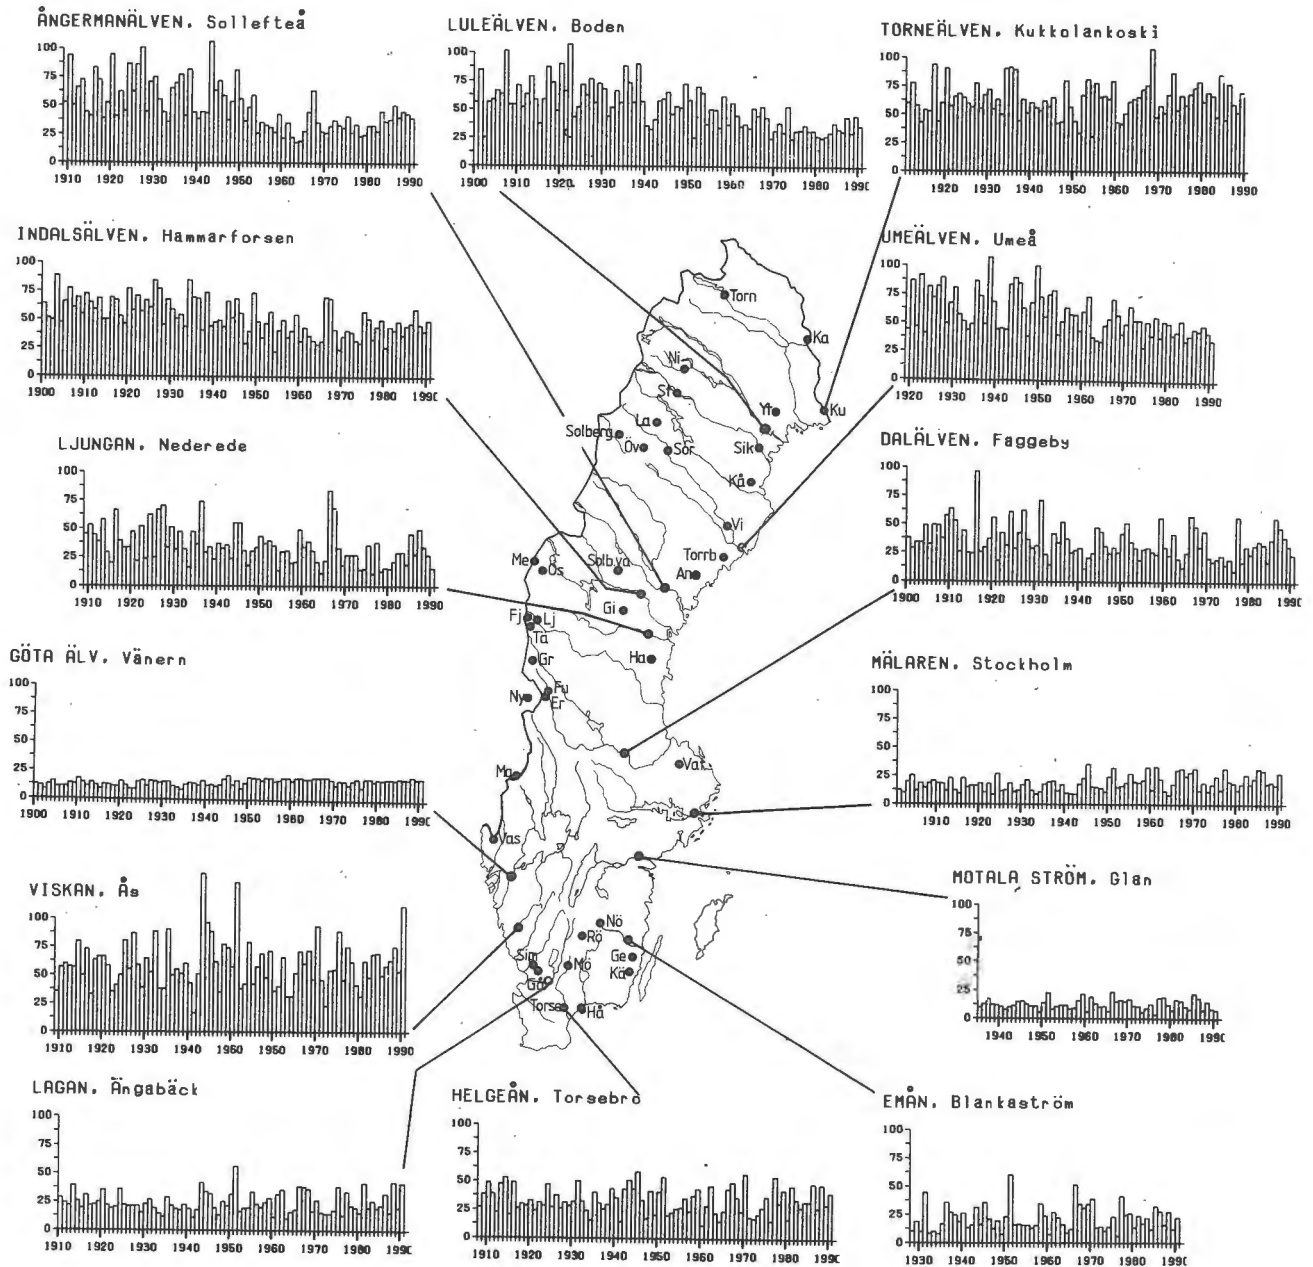 ÅNGERMANÄLVEN. Sollefteå
100
75
50
25
0
1910 1920 1930 1940 1950 1960 1970 1980 1990
LULEÄLVEN. Boden
100
75
50
25
0
1900 1910 1920 1930 1940 1950 1960 1970 1980 1990
TORNEÄLVEN. Kukkolankoski
100
75
50
25
0
1920 1930 1940 1950 1960 1970 1980 1990
INDALSÄLVEN. Hammarforsen
100
75
50
25
0
1900 1910 1920 1930 1940 1950 1960 1970 1980 1990
UMEÄLVEN. Umeå
100
75
50
25
0
1920 1930 1940 1950 1960 1970 1980 1990
LJUNGAN. Nederede
100
75
50
25
0
1910 1920 1930 1940 1950 1960 1970 1980 1990
DALÄLVEN. Faggeby
100
75
50
25
0
1900 1910 1920 1930 1940 1950 1960 1970 1980 1990
GÖTA ÄLV. Vänern
100
75
50
25
0
1900 1910 1920 1930 1940 1950 1960 1970 1980 1990
MÄLAREN. Stockholm
100
75
50
25
0
1910 1920 1930 1940 1950 1960 1970 1980 1990
VISKAN. Ås
100
75
50
25
0
1910 1920 1930 1940 1950 1960 1970 1980 1990
MOTALA STRÖM. Glan
100
75
50
25
0
1940 1950 1960 1970 1980 1990
LAGAN. Ängabäck
100
75
50
25
0
1910 1920 1930 1940 1950 1960 1970 1980 1990
HELGEÅN. Torsebro
100
75
50
25
0
1910 1920 1930 1940 1950 1960 1970 1980 1990
EMÅN. Blankaström
100
75
50
25
0
1930 1940 1950 1960 1970 1980 1990
Torn
Ka
Ni
Yt
Ku
La
Solberg
Öv
Sör
Sik
Kå
Vi
Torrb
An
Me
Ös
Solb.va
Gi
Fj
Lj
Tä
Gr
Ha
Ny
Fu
Er
Ma
Vat
Vas
Nö
Rö
Ge
Kä
Mö
Torse
Hå